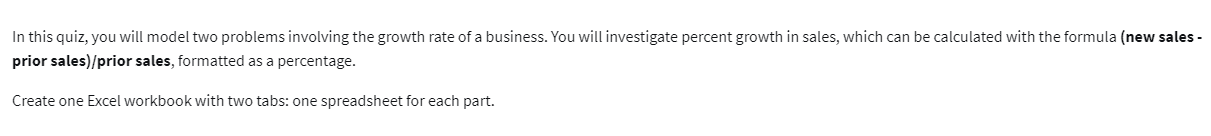 In this quiz, you will model two problems involving the growth rate of a business. You will investigate percent growth in sales, which can be calculated with the formula (new sales -
prior sales)/prior sales, formatted as a percentage.
Create one Excel workbook with two tabs: one spreadsheet for each part.